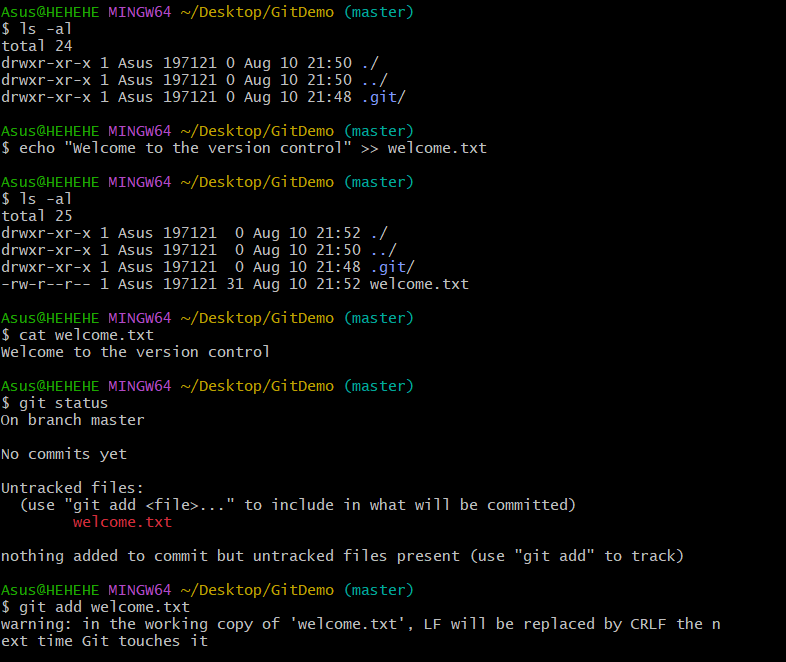 Asus@HEHEHE MINGW64 ~/Desktop/GitDemo (master)
$ ls -al
total 24
drwxr-xr-x 1 Asus 197121 0 Aug 10 21:50 ./
drwxr-xr-x 1 Asus 197121 0 Aug 10 21:50 ../
drwxr-xr-x 1 Asus 197121 0 Aug 10 21:48 .git/

Asus@HEHEHE MINGW64 ~/Desktop/GitDemo (master)
$ echo "Welcome to the version control" >> welcome.txt

Asus@HEHEHE MINGW64 ~/Desktop/GitDemo (master)
$ ls -al
total 25
drwxr-xr-x 1 Asus 197121  0 Aug 10 21:52 ./
drwxr-xr-x 1 Asus 197121  0 Aug 10 21:50 ../
drwxr-xr-x 1 Asus 197121  0 Aug 10 21:48 .git/
-rw-r--r-- 1 Asus 197121 31 Aug 10 21:52 welcome.txt

Asus@HEHEHE MINGW64 ~/Desktop/GitDemo (master)
$ cat welcome.txt
Welcome to the version control

Asus@HEHEHE MINGW64 ~/Desktop/GitDemo (master)
$ git status
On branch master

No commits yet

Untracked files:
  (use "git add <file>..." to include in what will be committed)
        welcome.txt

nothing added to commit but untracked files present (use "git add" to track)

Asus@HEHEHE MINGW64 ~/Desktop/GitDemo (master)
$ git add welcome.txt
warning: in the working copy of 'welcome.txt', LF will be replaced by CRLF the n
ext time Git touches it